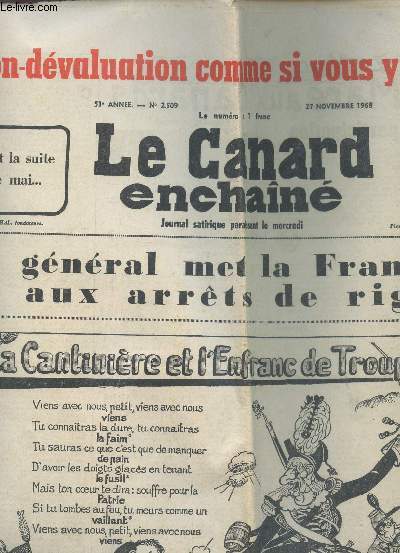 © www.le-livre.com
on-dévaluation comme si vous y
53e ANNÉE. — N° 2.509
27 NOVEMBRE 1968
Le numéro : 1 franc
t la suite
mai...
Le Canard
enchaîné
Journal satirique paraissant le mercredi
général met la Fran
aux arrêts de rig
a Cantinière et l'Enfranc de Troup
Viens avec nous, petit, viens avec nous
viens
Tu connaîtras la dure, tu connaîtras
la faim*
Tu sauras ce que c'est que de manquer
de pain
D'avoir les doigts glacés en tenant
le fusil*
Mais ton cœur te dira : souffre pour la
Patrie
Si tu tombes au feu, tu meurs comme un
vaillant*
Viens avec nous, petit, viens avec nous
viens